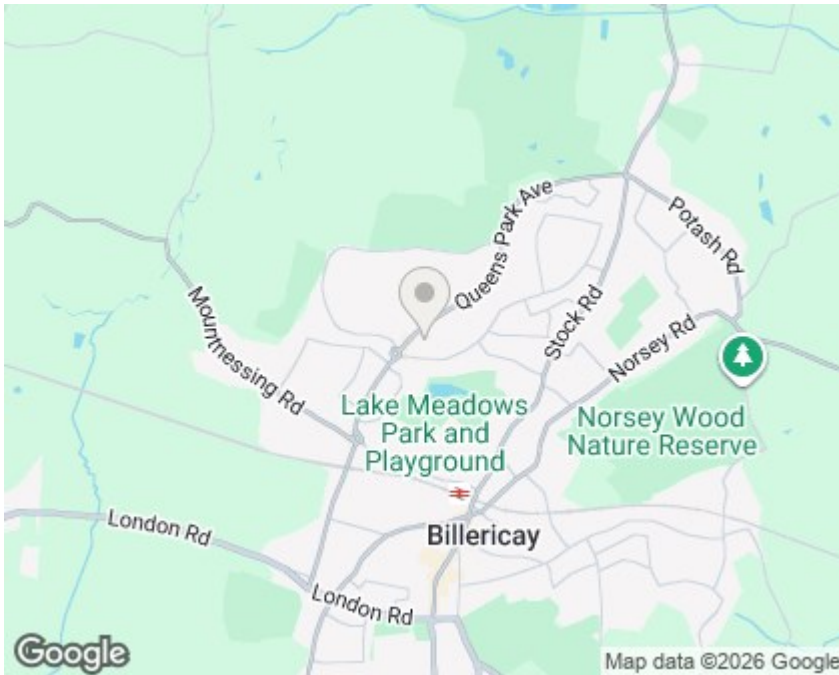 Queens Park Ave
Potash Rd
Stock Rd
Norsey Rd
Mountnessing Rd
Lake Meadows
Park and
Playground
Norsey Wood
Nature Reserve
London Rd
Billericay
London Rd
Google
Map data ©2026 Google